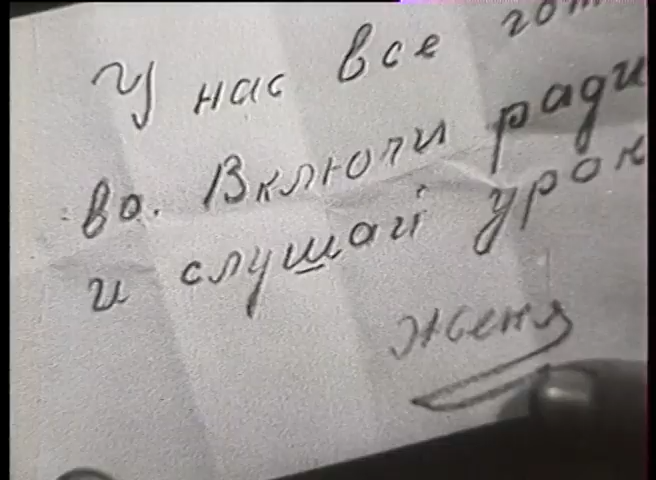 У нас все гот
во. Включи ради
и слушай урок
Женя